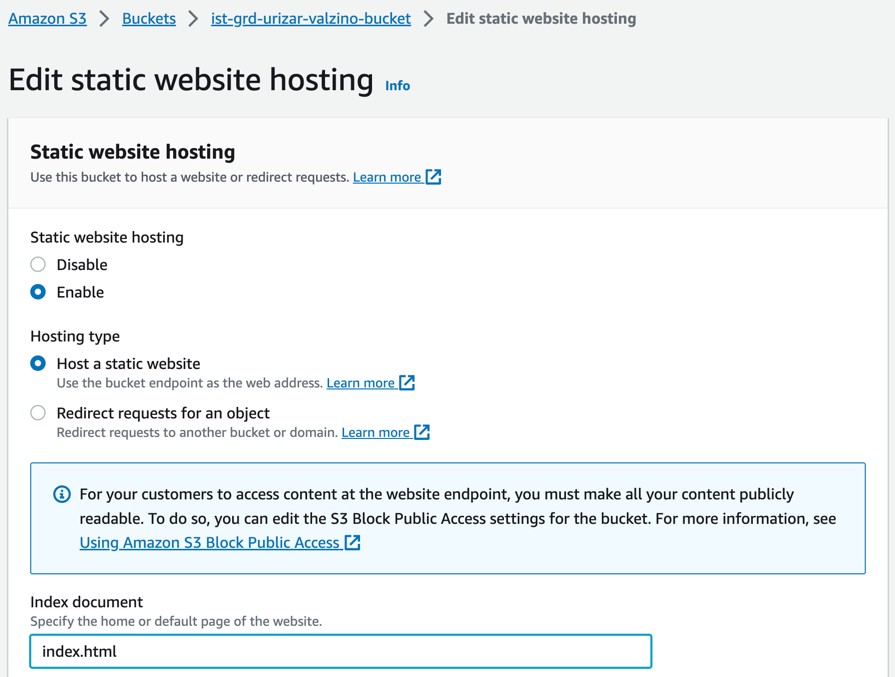 Amazon S3 > Buckets > ist-grd-urizar-valzino-bucket > Edit static website hosting
Edit static website hosting Info
Static website hosting
Use this bucket to host a website or redirect requests. Learn more
Static website hosting
Disable
Enable
Hosting type
Host a static website
Use the bucket endpoint as the web address. Learn more
Redirect requests for an object
Redirect requests to another bucket or domain. Learn more
For your customers to access content at the website endpoint, you must make all your content publicly
readable. To do so, you can edit the S3 Block Public Access settings for the bucket. For more information, see
Using Amazon S3 Block Public Access
Index document
Specify the home or default page of the website.
index.html